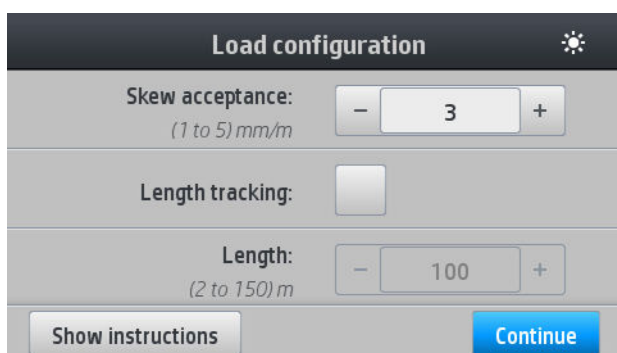 Load configuration
Skew acceptance:
(1 to 5) mm/m
− 3 +
Length tracking:
Length:
(2 to 150) m
− 100 +
Show instructions
Continue